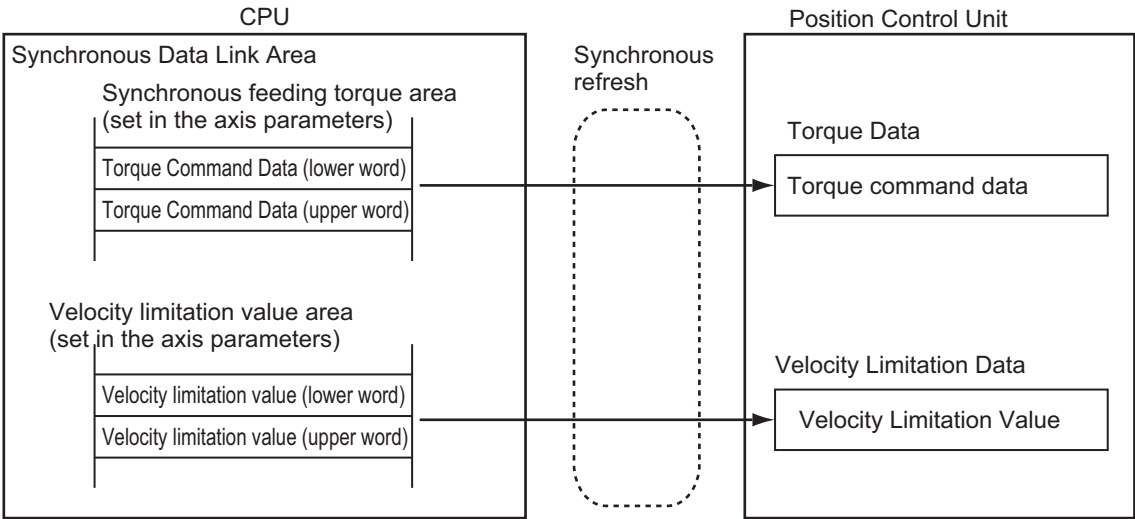 CPU
Position Control Unit
Synchronous Data Link Area
Synchronous feeding torque area
(set in the axis parameters)
Torque Command Data (lower word)
Torque Command Data (upper word)
Synchronous
refresh
Torque Data
Torque command data
Velocity limitation value area
(set in the axis parameters)
Velocity limitation value (lower word)
Velocity limitation value (upper word)
Velocity Limitation Data
Velocity Limitation Value